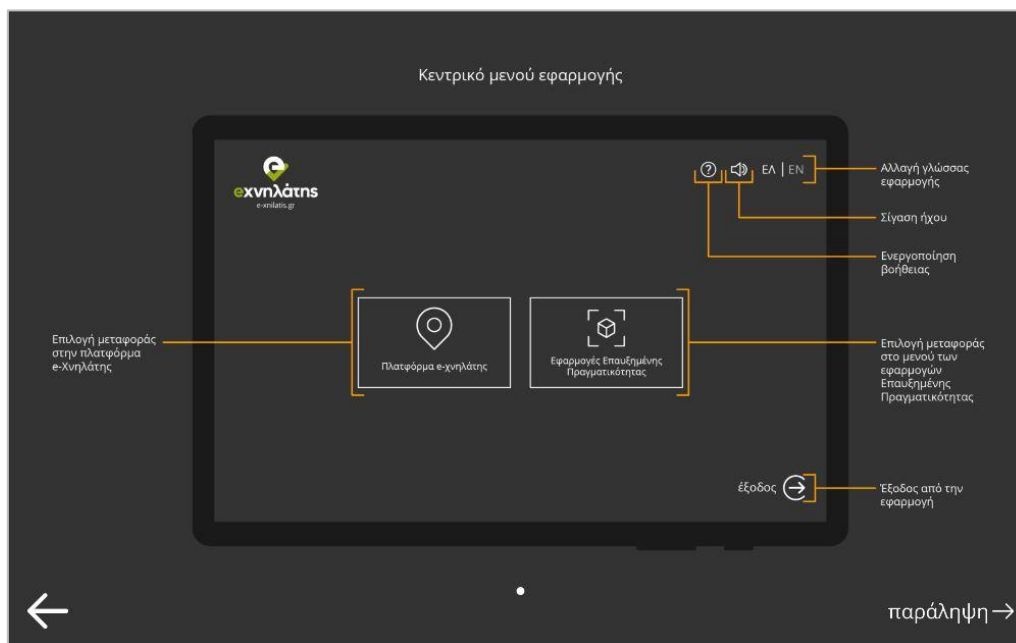 Κεντρικό μενού εφαρμογής
eχνηλάτης
e-xnilatis.gr
ΕΛ | EN
Αλλαγή γλώσσας
εφαρμογής
Σίγαση ήχου
Ενεργοποίηση
βοήθειας
Επιλογή μεταφοράς
στην πλατφόρμα
e-Χνηλάτης
Πλατφόρμα e-χνηλάτης
Εφαρμογές Επαυξημένης
Πραγματικότητας
Επιλογή μεταφοράς
στο μενού των
εφαρμογών
Επαυξημένης
Πραγματικότητας
έξοδος
Έξοδος από την
εφαρμογή
παράληψη